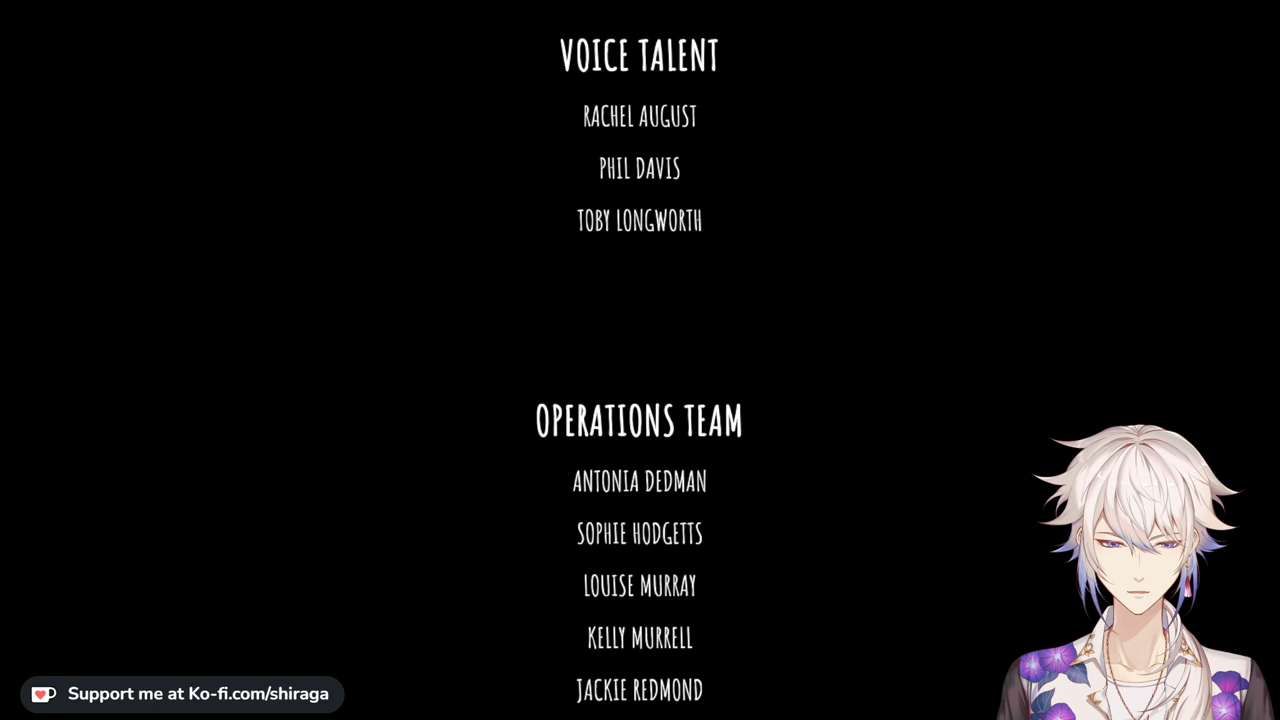 VOICE TALENT
RACHEL AUGUST
PHIL DAVIS
TOBY LONGWORTH
OPERATIONS TEAM
ANTONIA DEDMAN
SOPHIE HODGETTS
LOUISE MURRAY
KELLY MURRELL
JACKIE REDMOND
Support me at Ko-fi.com/shiraga